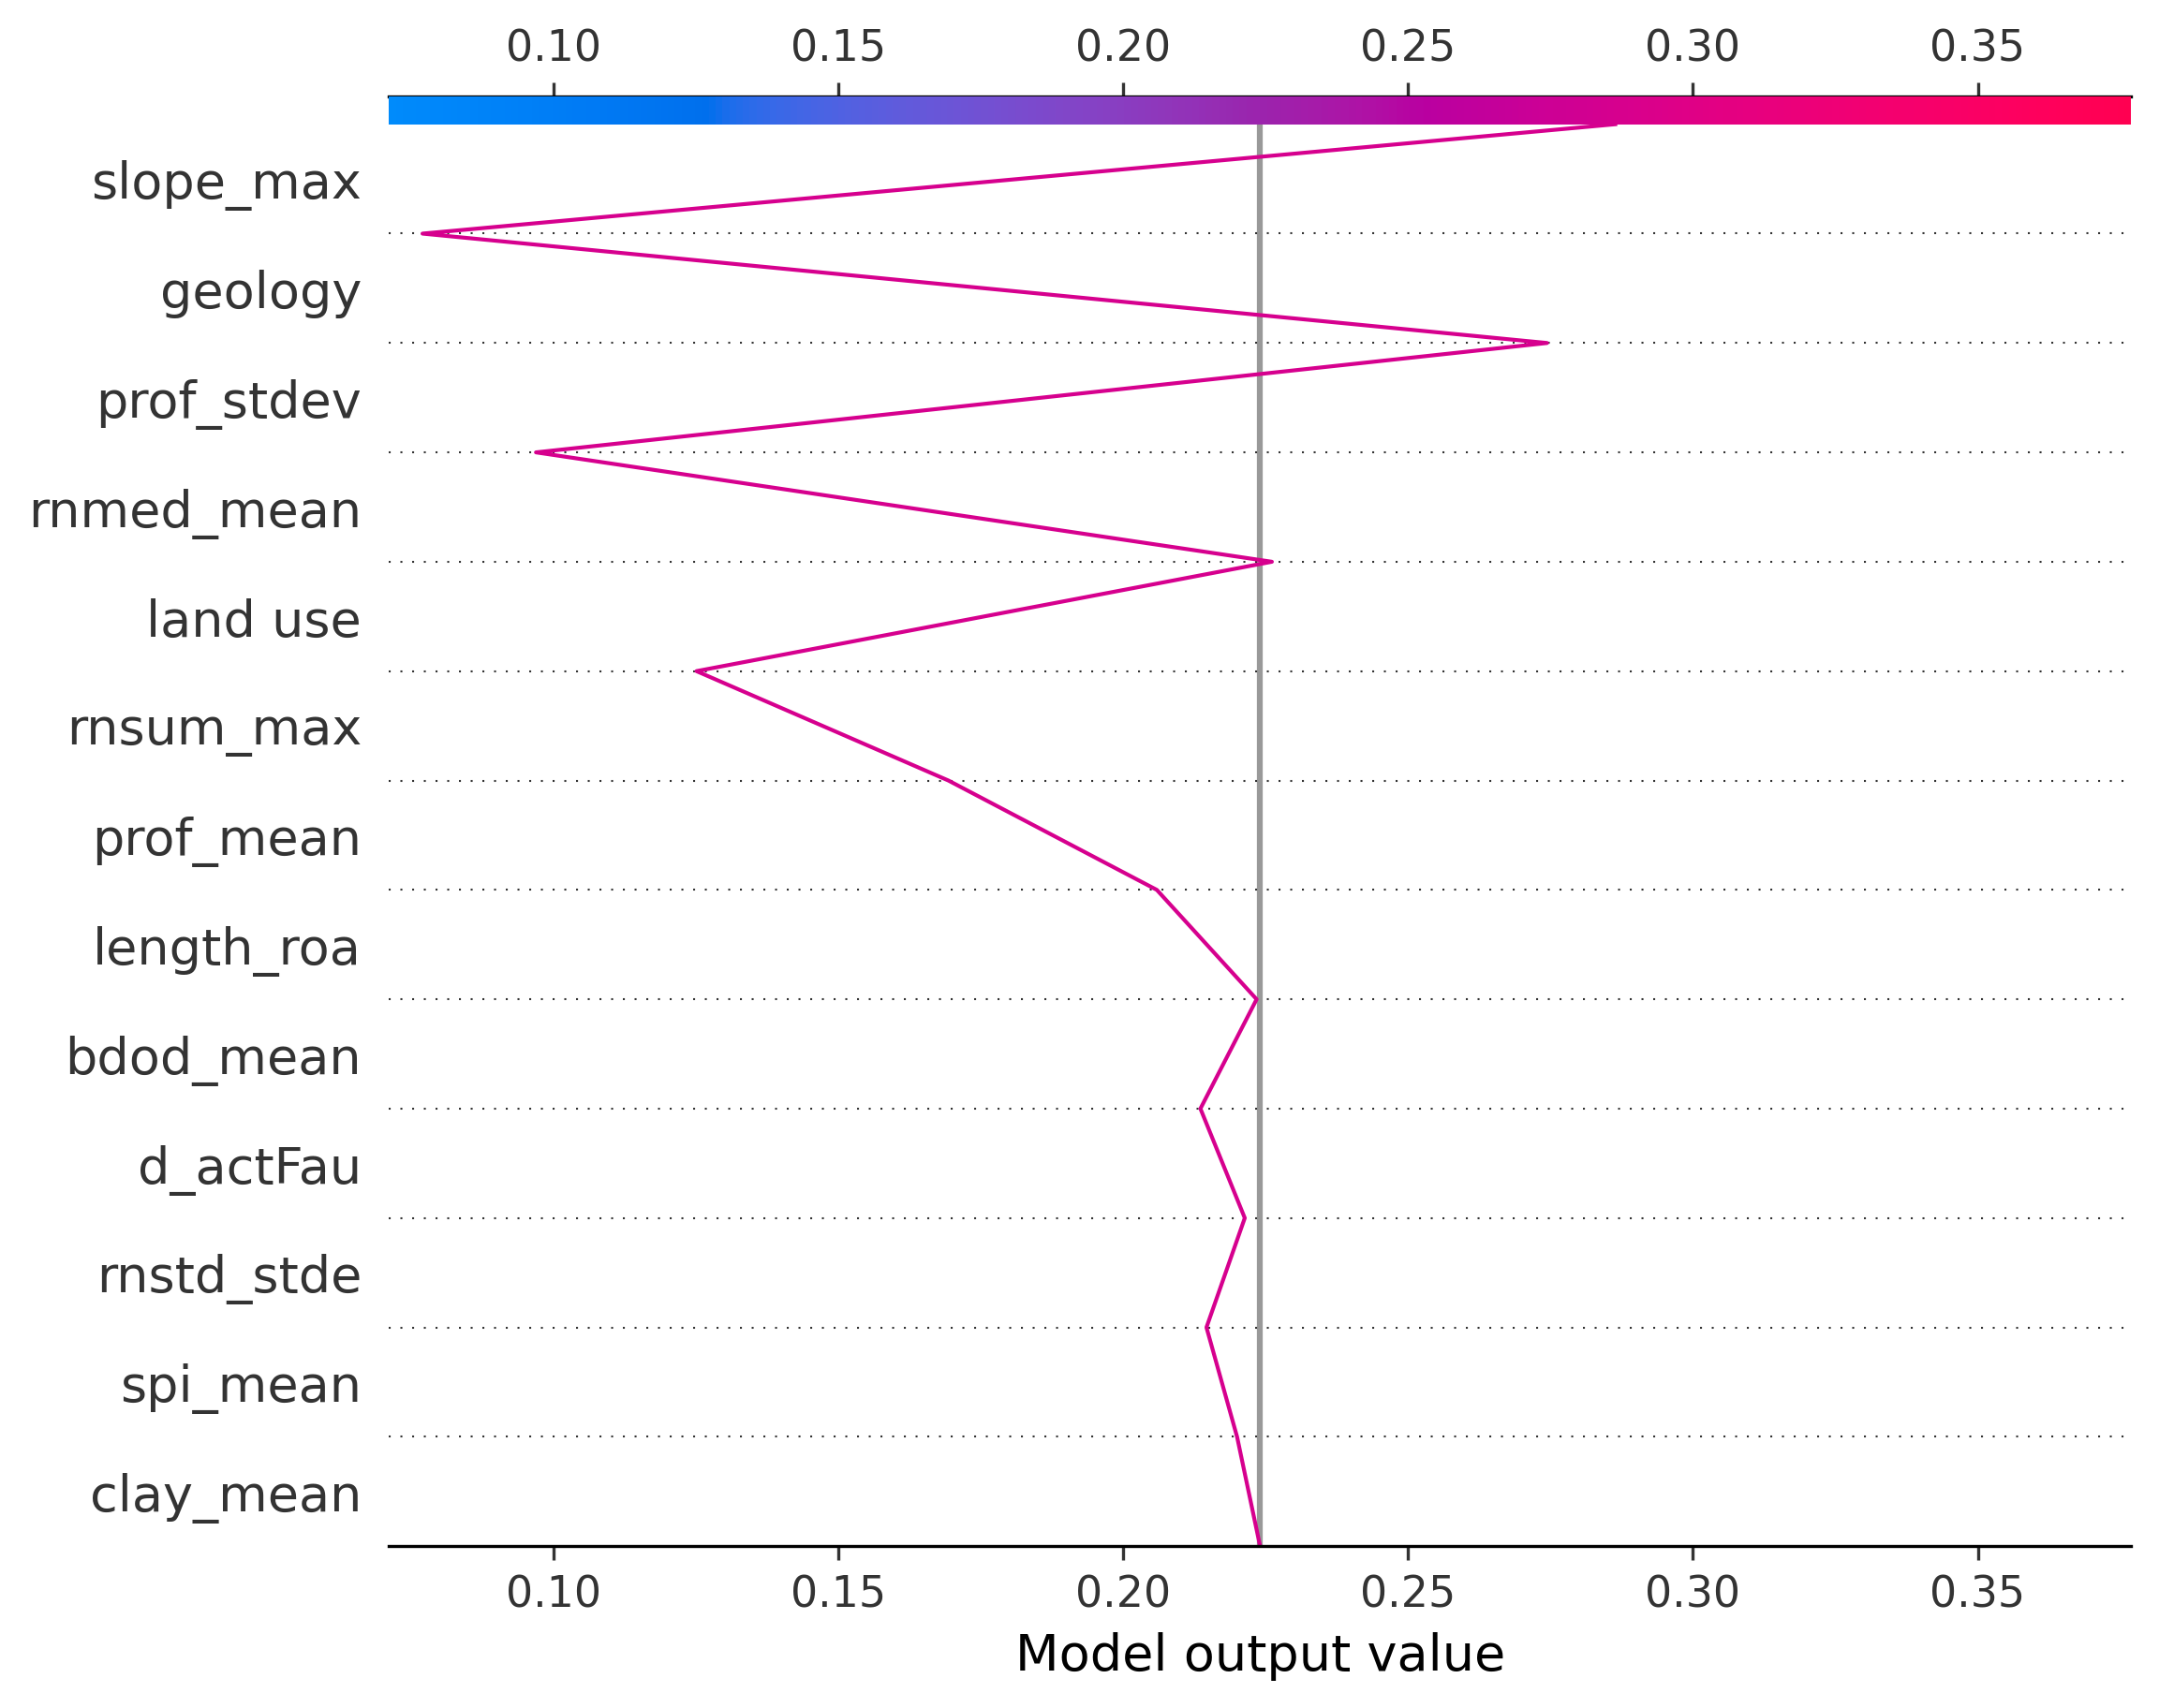 0.10 0.15 0.20 0.25 0.30 0.35
slope_max
geology
prof_stdev
rnmed_mean
land use
rnsum_max
prof_mean
length_roa
bdod_mean
d_actFau
rnstd_stde
spi_mean
clay_mean
0.10 0.15 0.20 0.25 0.30 0.35
Model output value